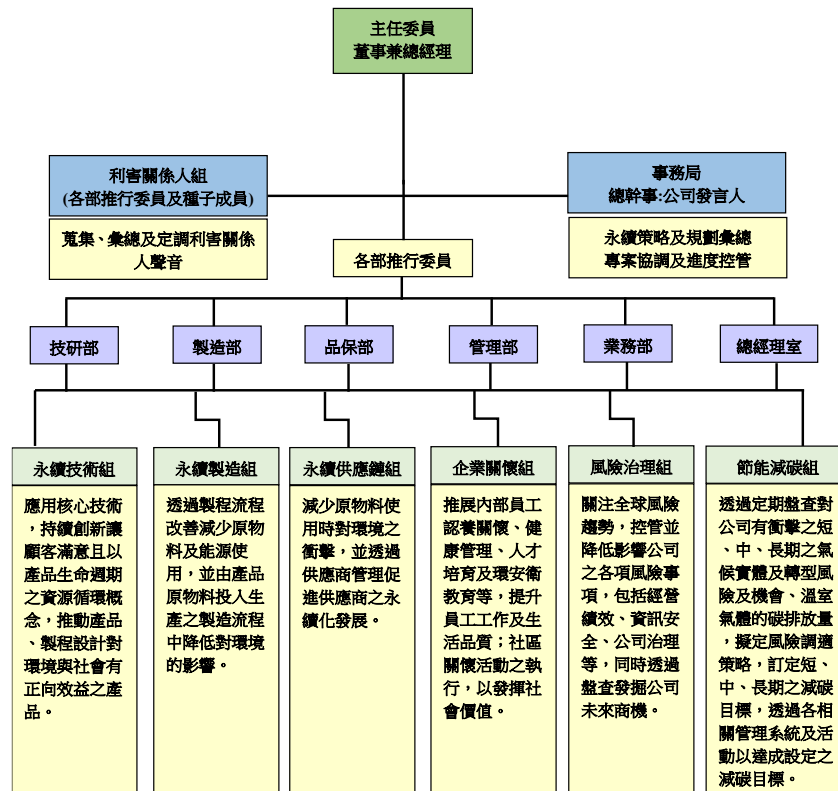 主任委員
董事兼總經理
利害關係人組
(各部推行委員及種子成員)
蒐集、彙總及定調利害關係
人聲音
事務局
總幹事:公司發言人
永續策略及規劃彙總
專案協調及進度控管
各部推行委員
技研部
製造部
品保部
管理部
業務部
總經理室
永續技術組
應用核心技術
，持續創新讓
顧客滿意且以
產品生命週期
之資源循環概
念，推動產品
、製程設計對
環境與社會有
正向效益之產
品。
永續製造組
透過製程流程
改善減少原物
料及能源使
用，並由產品
原物料投入生
產之製造流程
中降低對環境
的影響。
永續供應鏈組
減少原物料使
用時對環境之
衝擊，並透過
供應商管理促
進供應商之永
續化發展。
企業關懷組
推展內部員工
認養關懷、健
康管理、人才
培育及環安衛
教育等，提升
員工工作及生
活品質；社區
關懷活動之執
行，以發揮社
會價值。
風險治理組
關注全球風險
趨勢，控管並
降低影響公司
之各項風險事
項，包括經營
績效、資訊安
全、公司治理
等，同時透過
盤查發掘公司
未來商機。
節能減碳組
透過定期盤查對
公司有衝擊之短
、中、長期之氣
候實體及轉型風
險及機會、溫室
氣體的碳排放量
，擬定風險調適
策略，訂定短、
中、長期之減碳
目標，透過各相
關管理系統及活
動以達成設定之
減碳目標。